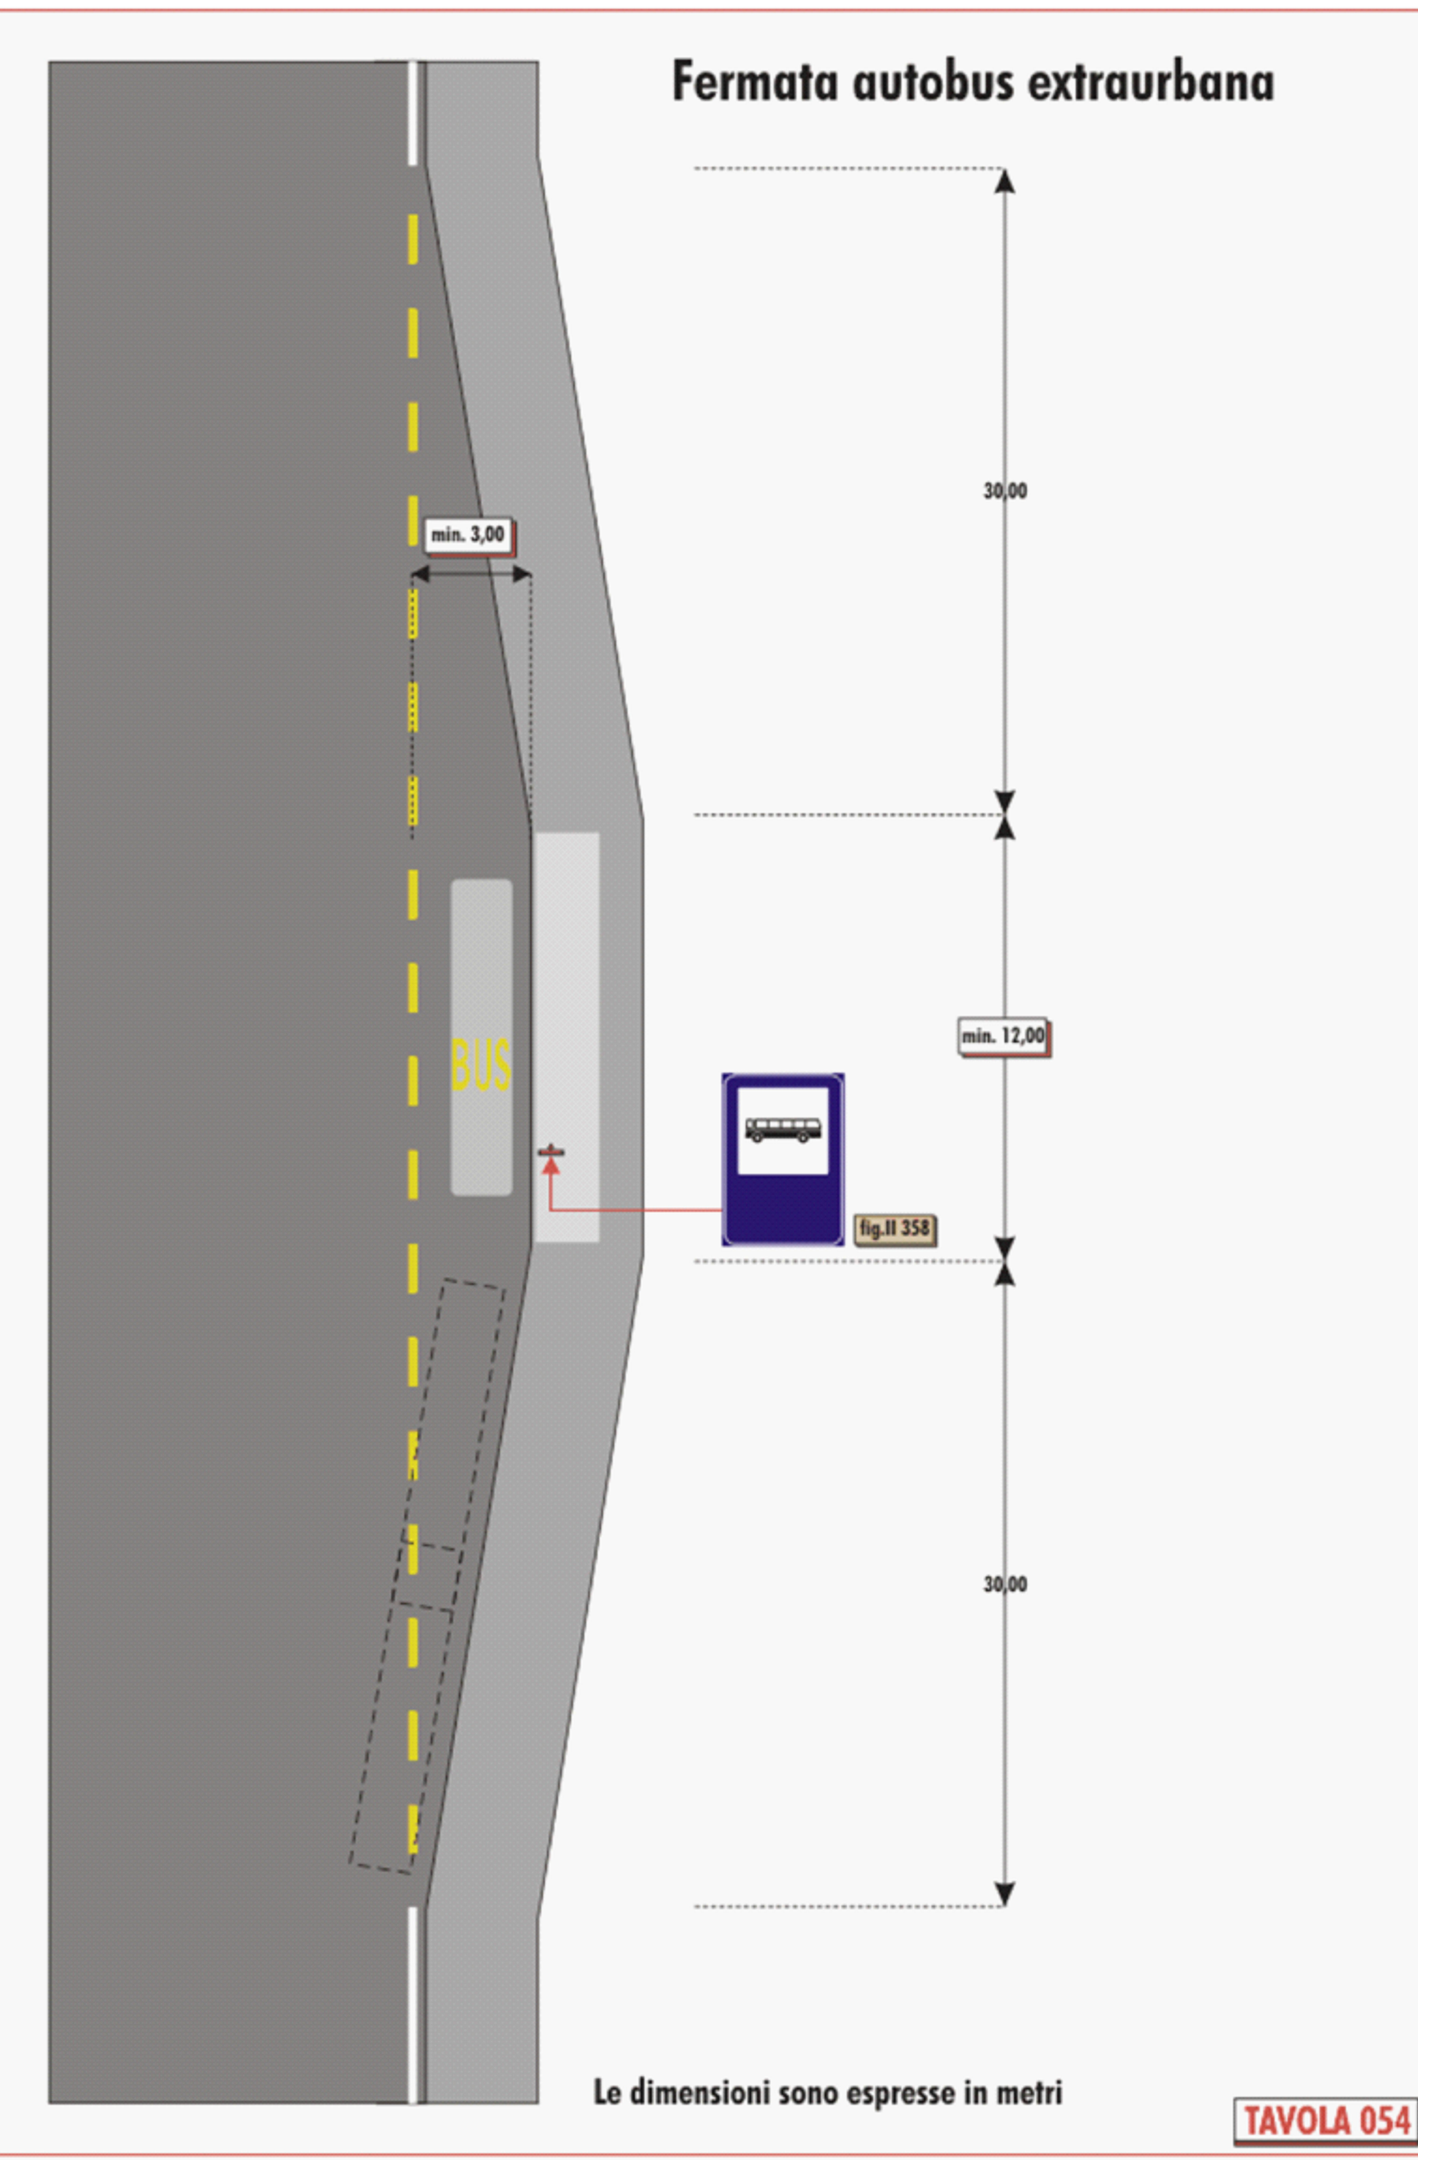 Fermata autobus extraurbana
30,00
min. 3,00
min. 12,00
BUS
fig.II 358
30,00
Le dimensioni sono espresse in metri
TAVOLA 054